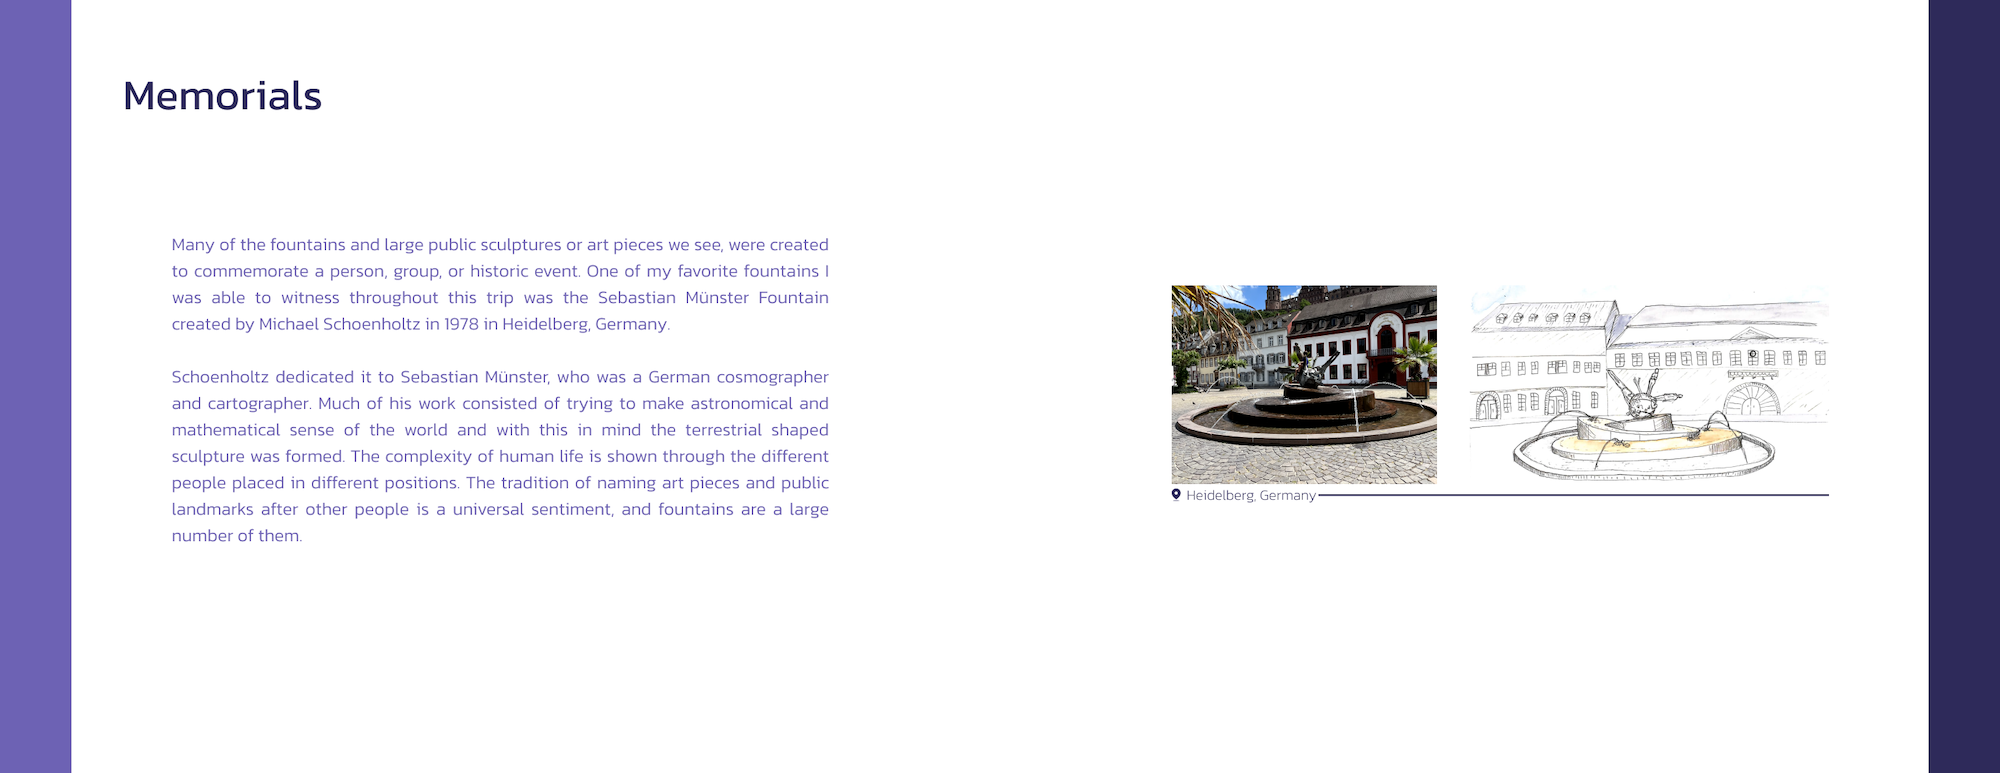 Memorials
Many of the fountains and large public sculptures or art pieces we see, were created
to commemorate a person, group, or historic event. One of my favorite fountains I
was able to witness throughout this trip was the Sebastian Münster Fountain
created by Michael Schoenholtz in 1978 in Heidelberg, Germany.
Schoenholtz dedicated it to Sebastian Münster, who was a German cosmographer
and cartographer. Much of his work consisted of trying to make astronomical and
mathematical sense of the world and with this in mind the terrestrial shaped
sculpture was formed. The complexity of human life is shown through the different
people placed in different positions. The tradition of naming art pieces and public
landmarks after other people is a universal sentiment, and fountains are a large
number of them.
Heidelberg, Germany